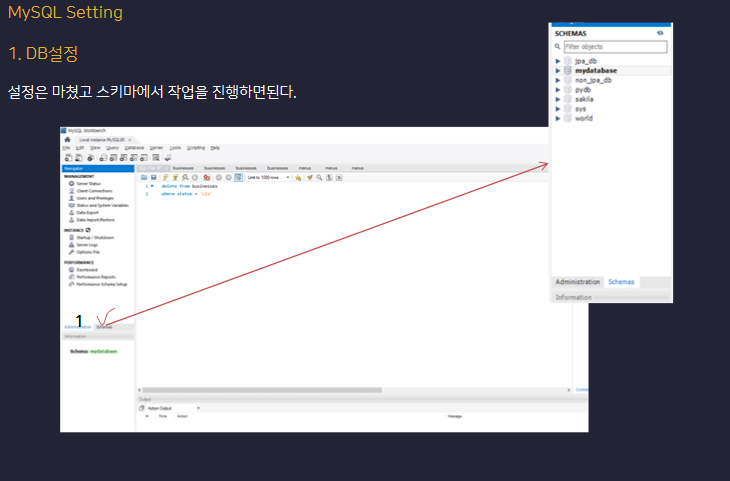 MySQL Setting
1. DB설정
설정은 마쳤고 스키마에서 작업을 진행하면된다.
SCHEMAS
Filter objects
jpa_db
mydatabase
non_jpa_db
pydb
sakila
sys
world
Administration Schemas
Information
MySQL Workbench
Local instance MySQL80
File Edit View Query Database Server Tools Scripting Help
Navigator
businesses businesses businesses businesses menus menus menus
MANAGEMENT
Server Status
Client Connections
Users and Privileges
Status and System Variables
Data Export
Data Import/Restore
INSTANCE
Startup / Shutdown
Server Logs
Options File
PERFORMANCE
Dashboard
Performance Reports
Performance Schema Setup
Limit to 1000 rows
1 delete from businesses
2 where status =
1
Administration Schemas
Information
Schema: mydatabase
Output
Action Output
# Time Action Message